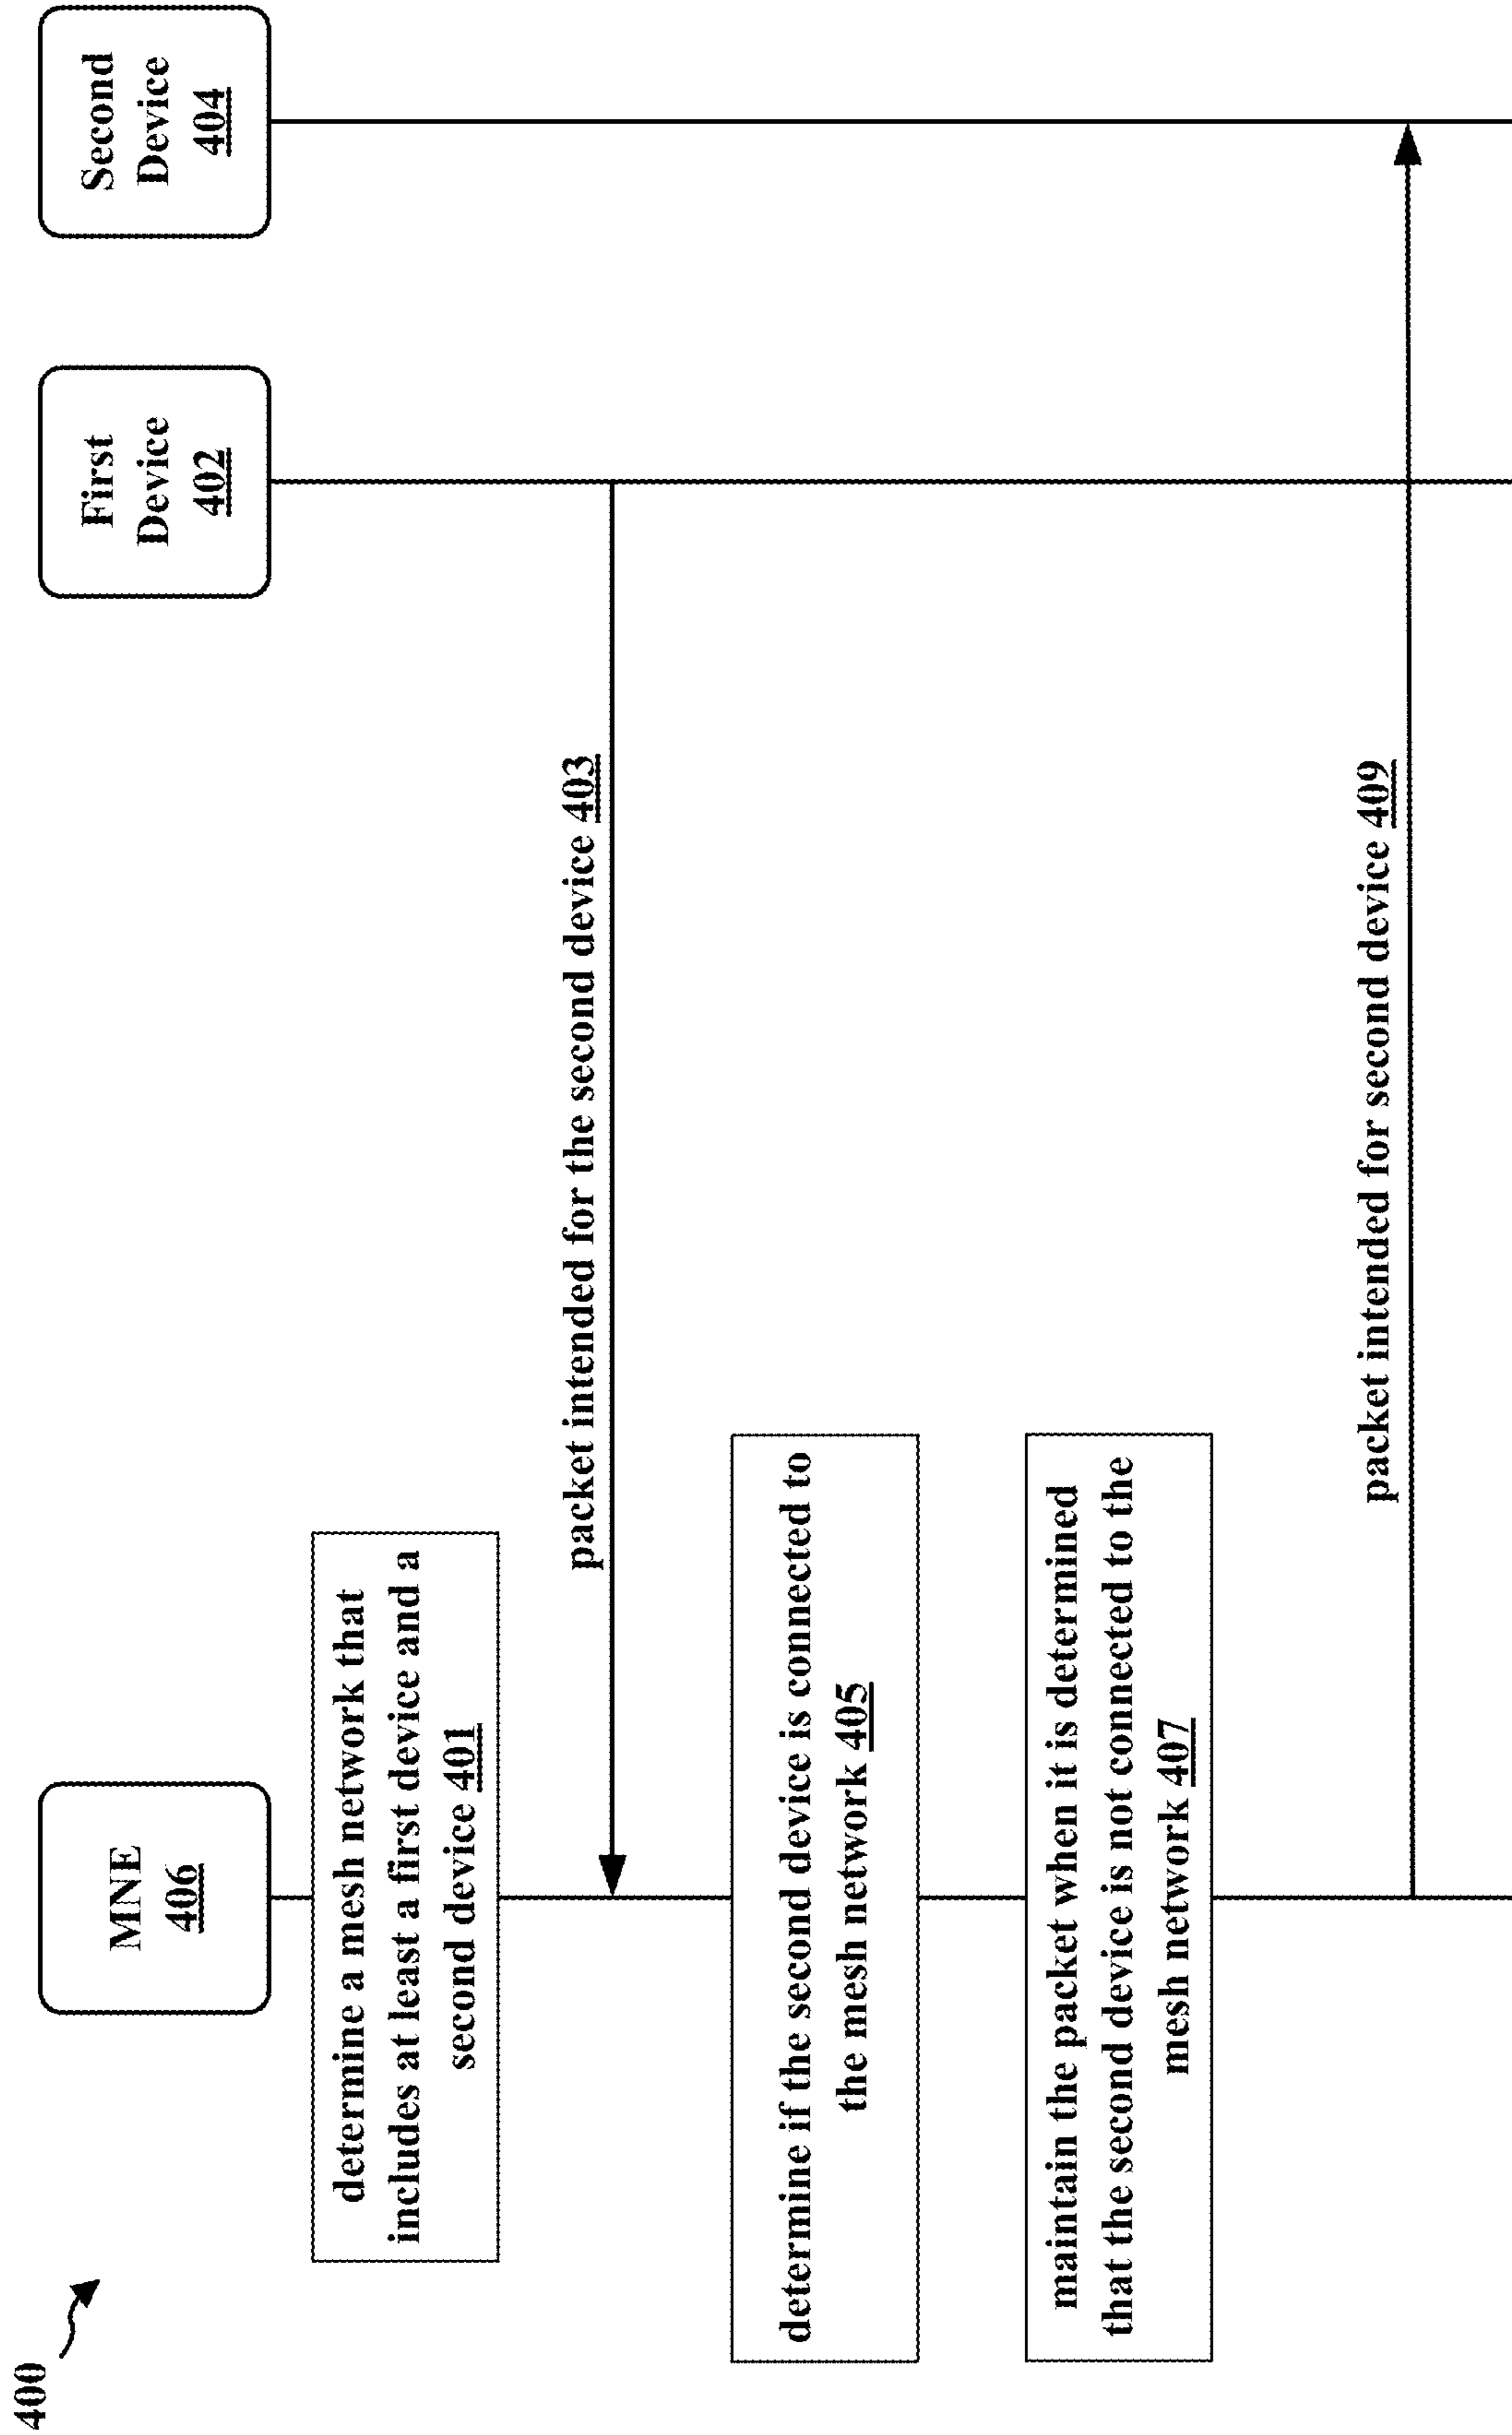 400
MNE
406
First
Device
402
Second
Device
404
determine a mesh network that
includes at least a first device and a
second device 401
packet intended for the second device 403
determine if the second device is connected to
the mesh network 405
maintain the packet when it is determined
that the second device is not connected to the
mesh network 407
packet intended for second device 409